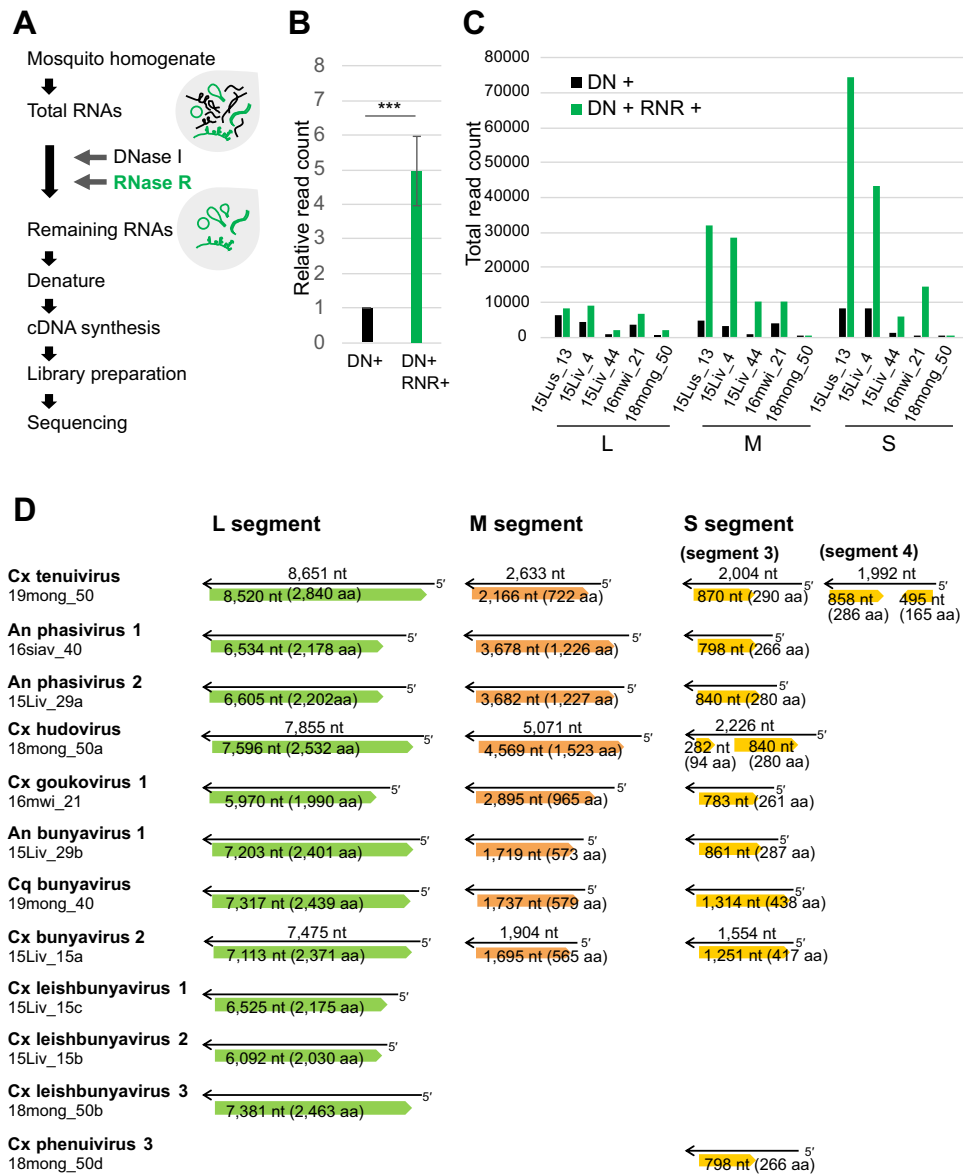 A
Mosquito homogenate
Total RNAs
DNase I
RNase R
Remaining RNAs
Denature
cDNA synthesis
Library preparation
Sequencing
B
Relative read count
8
7
6
5
4
3
2
1
0
***
DN+
DN+
RNR+
C
Total read count
80000
70000
60000
50000
40000
30000
20000
10000
0
DN +
DN + RNR +
15Lus_13
15Liv_4
15Liv_44
16mwi_21
18mong_50
15Lus_13
15Liv_4
15Liv_44
16mwi_21
18mong_50
15Lus_13
15Liv_4
15Liv_44
16mwi_21
18mong_50
L
M
S
D
L segment
M segment
S segment
(segment 3)
(segment 4)
Cx tenuivirus
19mong_50
8,651 nt
5′
8,520 nt (2,840 aa)
2,633 nt
5′
2,166 nt (722 aa)
2,004 nt
5′
870 nt (290 aa)
1,992 nt
5′
858 nt
(286 aa)
495 nt
(165 aa)
An phasivirus 1
16siav_40
5′
6,534 nt (2,178 aa)
5′
3,678 nt (1,226 aa)
5′
798 nt (266 aa)
An phasivirus 2
15Liv_29a
5′
6,605 nt (2,202aa)
5′
3,682 nt (1,227 aa)
5′
840 nt (280 aa)
Cx hudovirus
18mong_50a
7,855 nt
5′
7,596 nt (2,532 aa)
5,071 nt
5′
4,569 nt (1,523 aa)
2,226 nt
5′
282 nt
(94 aa)
840 nt
(280 aa)
Cx goukovirus 1
16mwi_21
5′
5,970 nt (1,990 aa)
5′
2,895 nt (965 aa)
5′
783 nt (261 aa)
An bunyavirus 1
15Liv_29b
5′
7,203 nt (2,401 aa)
5′
1,719 nt (573 aa)
5′
861 nt (287 aa)
Cq bunyavirus
19mong_40
5′
7,317 nt (2,439 aa)
5′
1,737 nt (579 aa)
5′
1,314 nt (438 aa)
Cx bunyavirus 2
15Liv_15a
7,475 nt
5′
7,113 nt (2,371 aa)
1,904 nt
5′
1,695 nt (565 aa)
1,554 nt
5′
1,251 nt (417 aa)
Cx leishbunyavirus 1
15Liv_15c
5′
6,525 nt (2,175 aa)
Cx leishbunyavirus 2
15Liv_15b
5′
6,092 nt (2,030 aa)
Cx leishbunyavirus 3
18mong_50b
5′
7,381 nt (2,463 aa)
Cx phenuivirus 3
18mong_50d
5′
798 nt (266 aa)